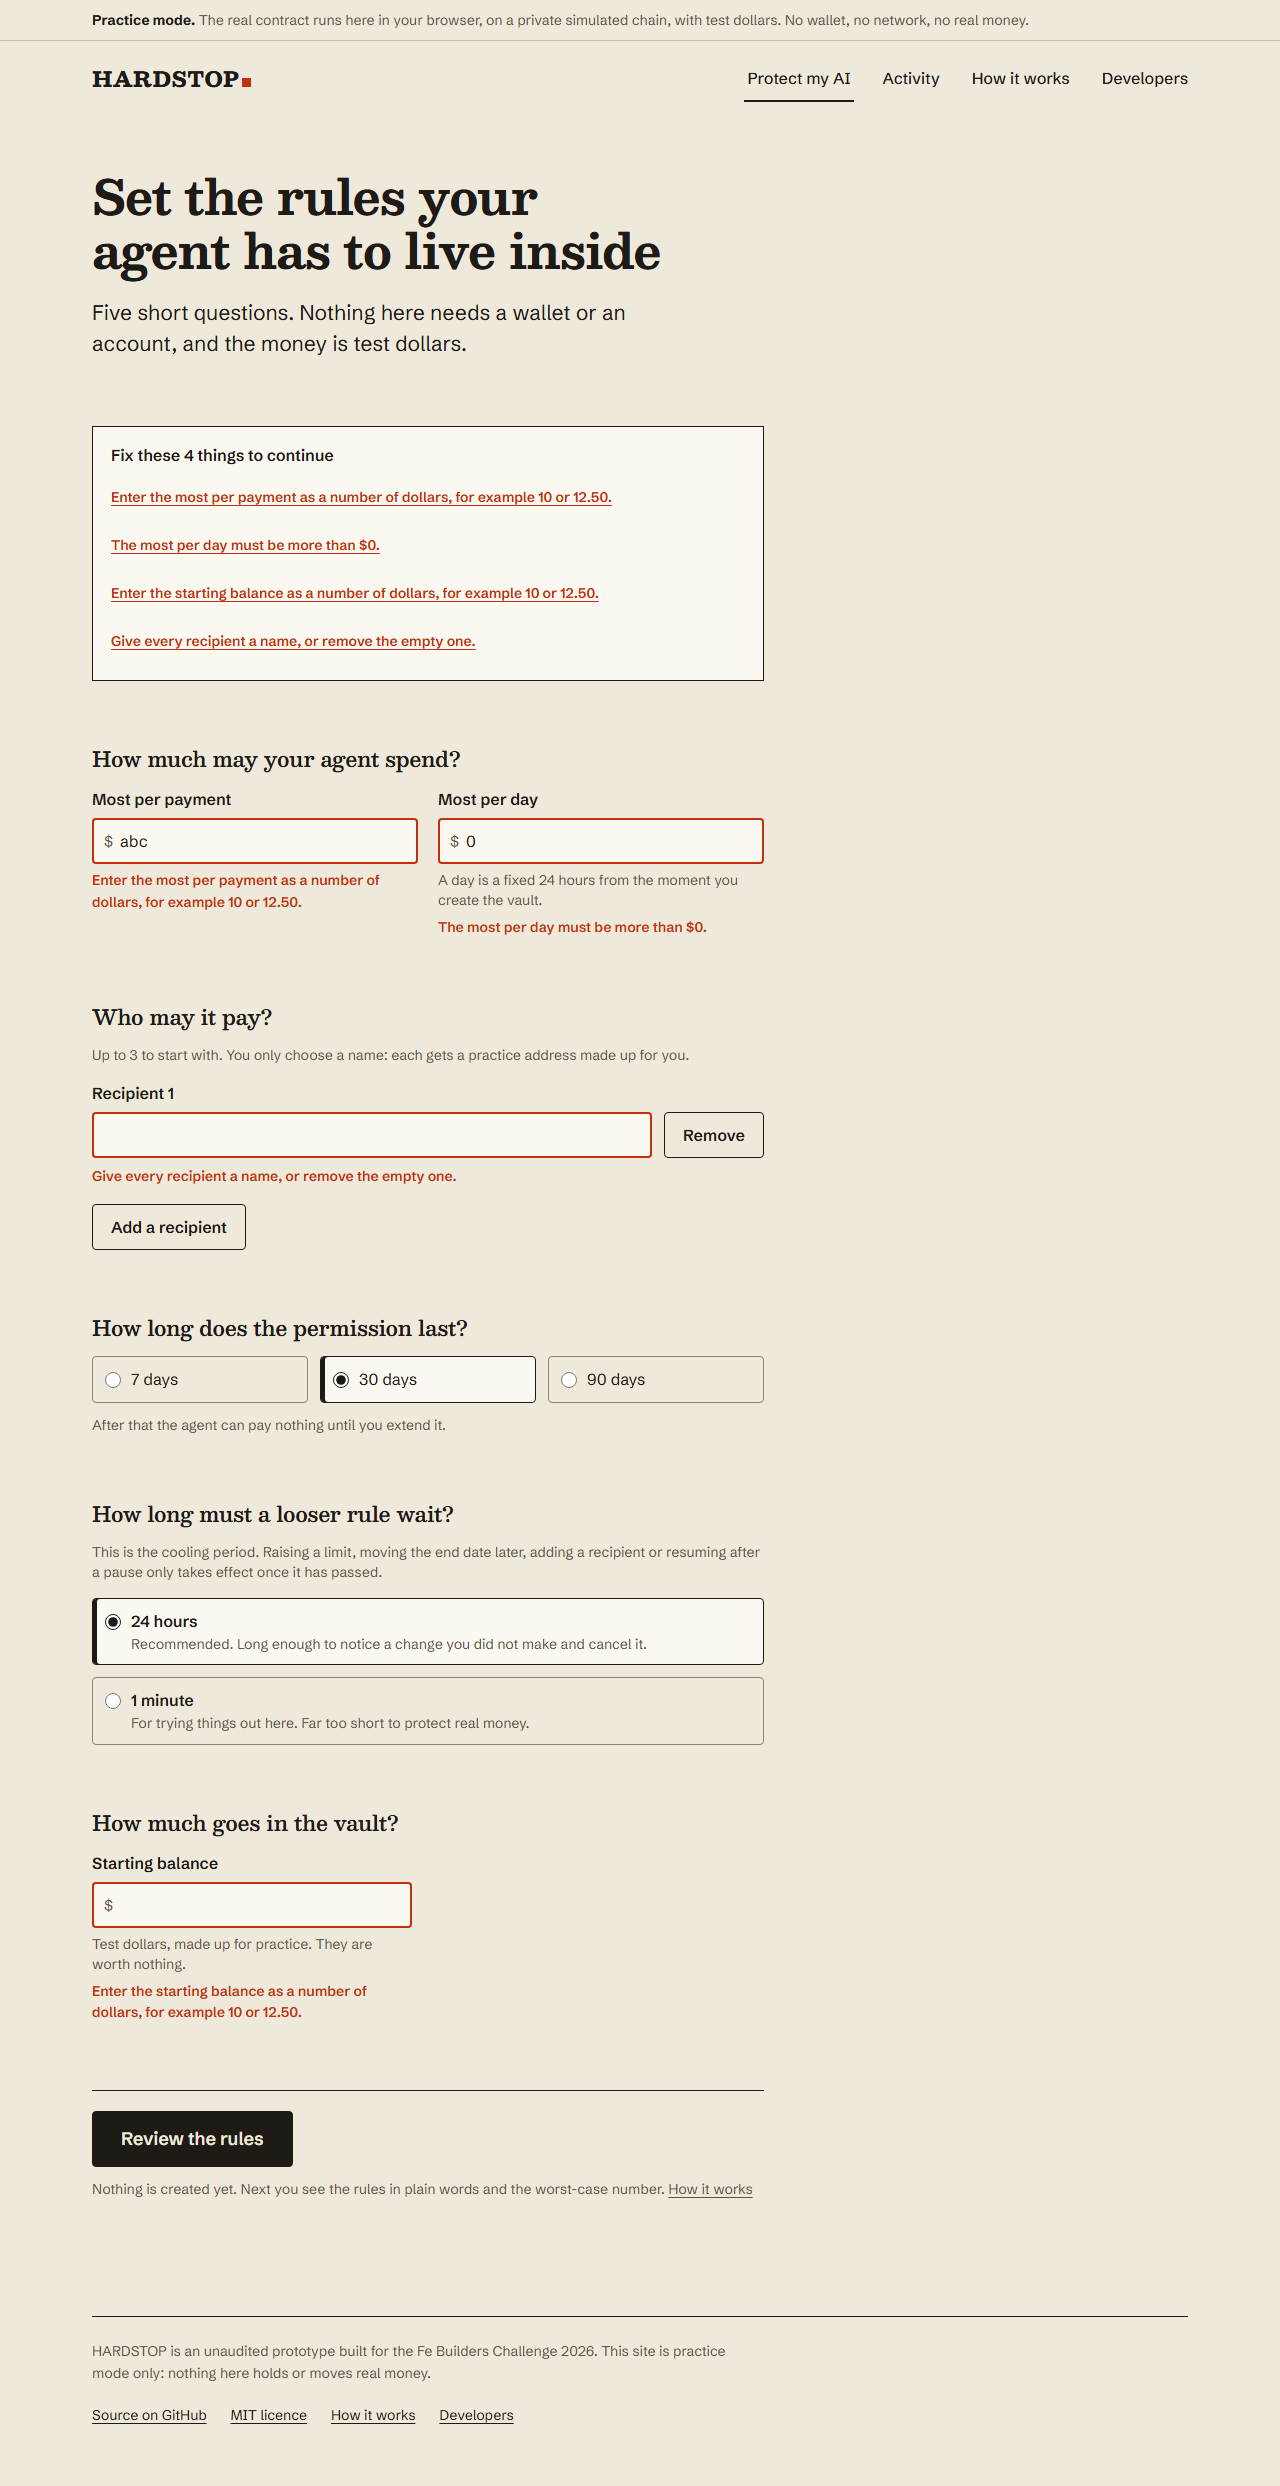 Practice mode. The real contract runs here in your browser, on a private simulated chain, with test dollars. No wallet, no network, no real money.
HARDSTOP
Protect my AI
Activity
How it works
Developers
Set the rules your
agent has to live inside
Five short questions. Nothing here needs a wallet or an
account, and the money is test dollars.
Fix these 4 things to continue
Enter the most per payment as a number of dollars, for example 10 or 12.50.
The most per day must be more than $0.
Enter the starting balance as a number of dollars, for example 10 or 12.50.
Give every recipient a name, or remove the empty one.
How much may your agent spend?
Most per payment
$ abc
Enter the most per payment as a number of
dollars, for example 10 or 12.50.
Most per day
$ 0
A day is a fixed 24 hours from the moment you
create the vault.
The most per day must be more than $0.
Who may it pay?
Up to 3 to start with. You only choose a name: each gets a practice address made up for you.
Recipient 1
Remove
Give every recipient a name, or remove the empty one.
Add a recipient
How long does the permission last?
7 days
30 days
90 days
After that the agent can pay nothing until you extend it.
How long must a looser rule wait?
This is the cooling period. Raising a limit, moving the end date later, adding a recipient or resuming after
a pause only takes effect once it has passed.
24 hours
Recommended. Long enough to notice a change you did not make and cancel it.
1 minute
For trying things out here. Far too short to protect real money.
How much goes in the vault?
Starting balance
$
Test dollars, made up for practice. They are
worth nothing.
Enter the starting balance as a number of
dollars, for example 10 or 12.50.
Review the rules
Nothing is created yet. Next you see the rules in plain words and the worst-case number. How it works
HARDSTOP is an unaudited prototype built for the Fe Builders Challenge 2026. This site is practice
mode only: nothing here holds or moves real money.
Source on GitHub
MIT licence
How it works
Developers